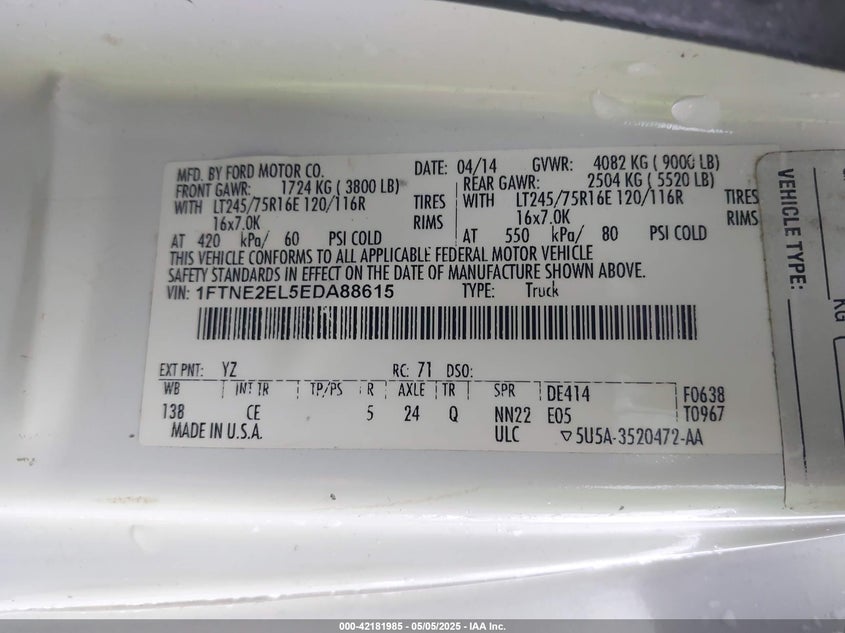 MFD. BY FORD MOTOR CO. DATE: 04/14 GVWR: 4082 KG ( 9000 LB)
FRONT GAWR: 1724 KG ( 3800 LB) REAR GAWR: 2504 KG ( 5520 LB)
WITH LT245/75R16E 120/116R TIRES WITH LT245/75R16E 120/116R TIRES
16x7.0K RIMS 16x7.0K RIMS
AT 420 kPa/ 60 PSI COLD AT 550 kPa/ 80 PSI COLD
THIS VEHICLE CONFORMS TO ALL APPLICABLE FEDERAL MOTOR VEHICLE
SAFETY STANDARDS IN EFFECT ON THE DATE OF MANUFACTURE SHOWN ABOVE.
VIN: 1FTNE2EL5EDA88615 TYPE: Truck
EXT PNT: YZ RC: 71 DSO:
WB INT TR TP/PS R AXLE TR SPR DE414 F0638
138 CE 5 24 Q NN22 E05 T0967
MADE IN U.S.A. ULC ▽5U5A-3520472-AA
VEHICLE TYPE:
KG
000-42181985 - 05/05/2025 - IAA Inc.